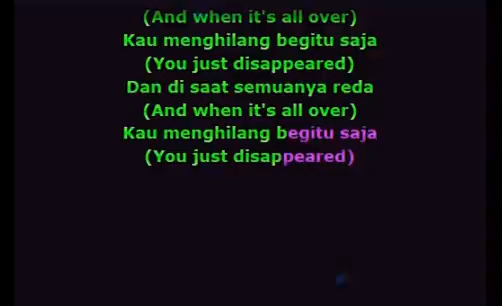 (And when it's all over)
Kau menghilang begitu saja
(You just disappeared)
Dan di saat semuanya reda
(And when it's all over)
Kau menghilang begitu saja
(You just disappeared)